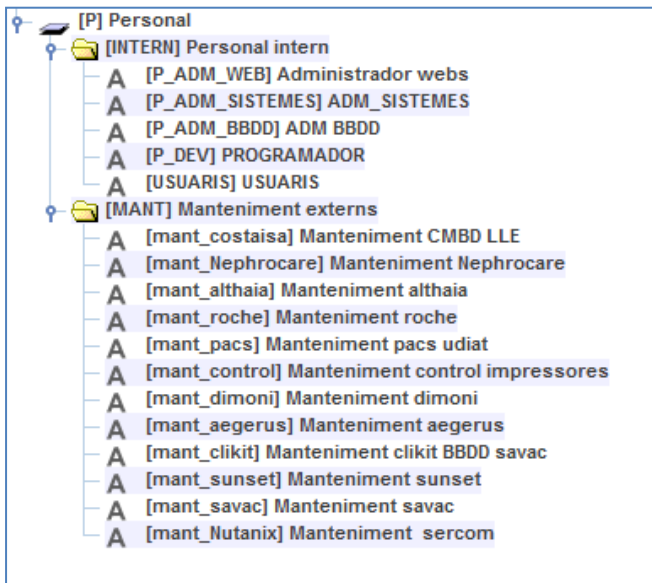 [P] Personal
[INTERN] Personal intern
A [P_ADM_WEB] Administrador webs
A [P_ADM_SISTEMES] ADM_SISTEMES
A [P_ADM_BBDD] ADM BBDD
A [P_DEV] PROGRAMADOR
A [USUARIS] USUARIS
[MANT] Manteniment externs
A [mant_costaisa] Manteniment CMBD LLE
A [mant_Nephrocare] Manteniment Nephrocare
A [mant_althaia] Manteniment althaia
A [mant_roche] Manteniment roche
A [mant_pacs] Manteniment pacs udiat
A [mant_control] Manteniment control impressores
A [mant_dimoni] Manteniment dimoni
A [mant_aegerus] Manteniment aegerus
A [mant_clikit] Manteniment clikit BBDD savac
A [mant_sunset] Manteniment sunset
A [mant_savac] Manteniment savac
A [mant_Nutanix] Manteniment  sercom